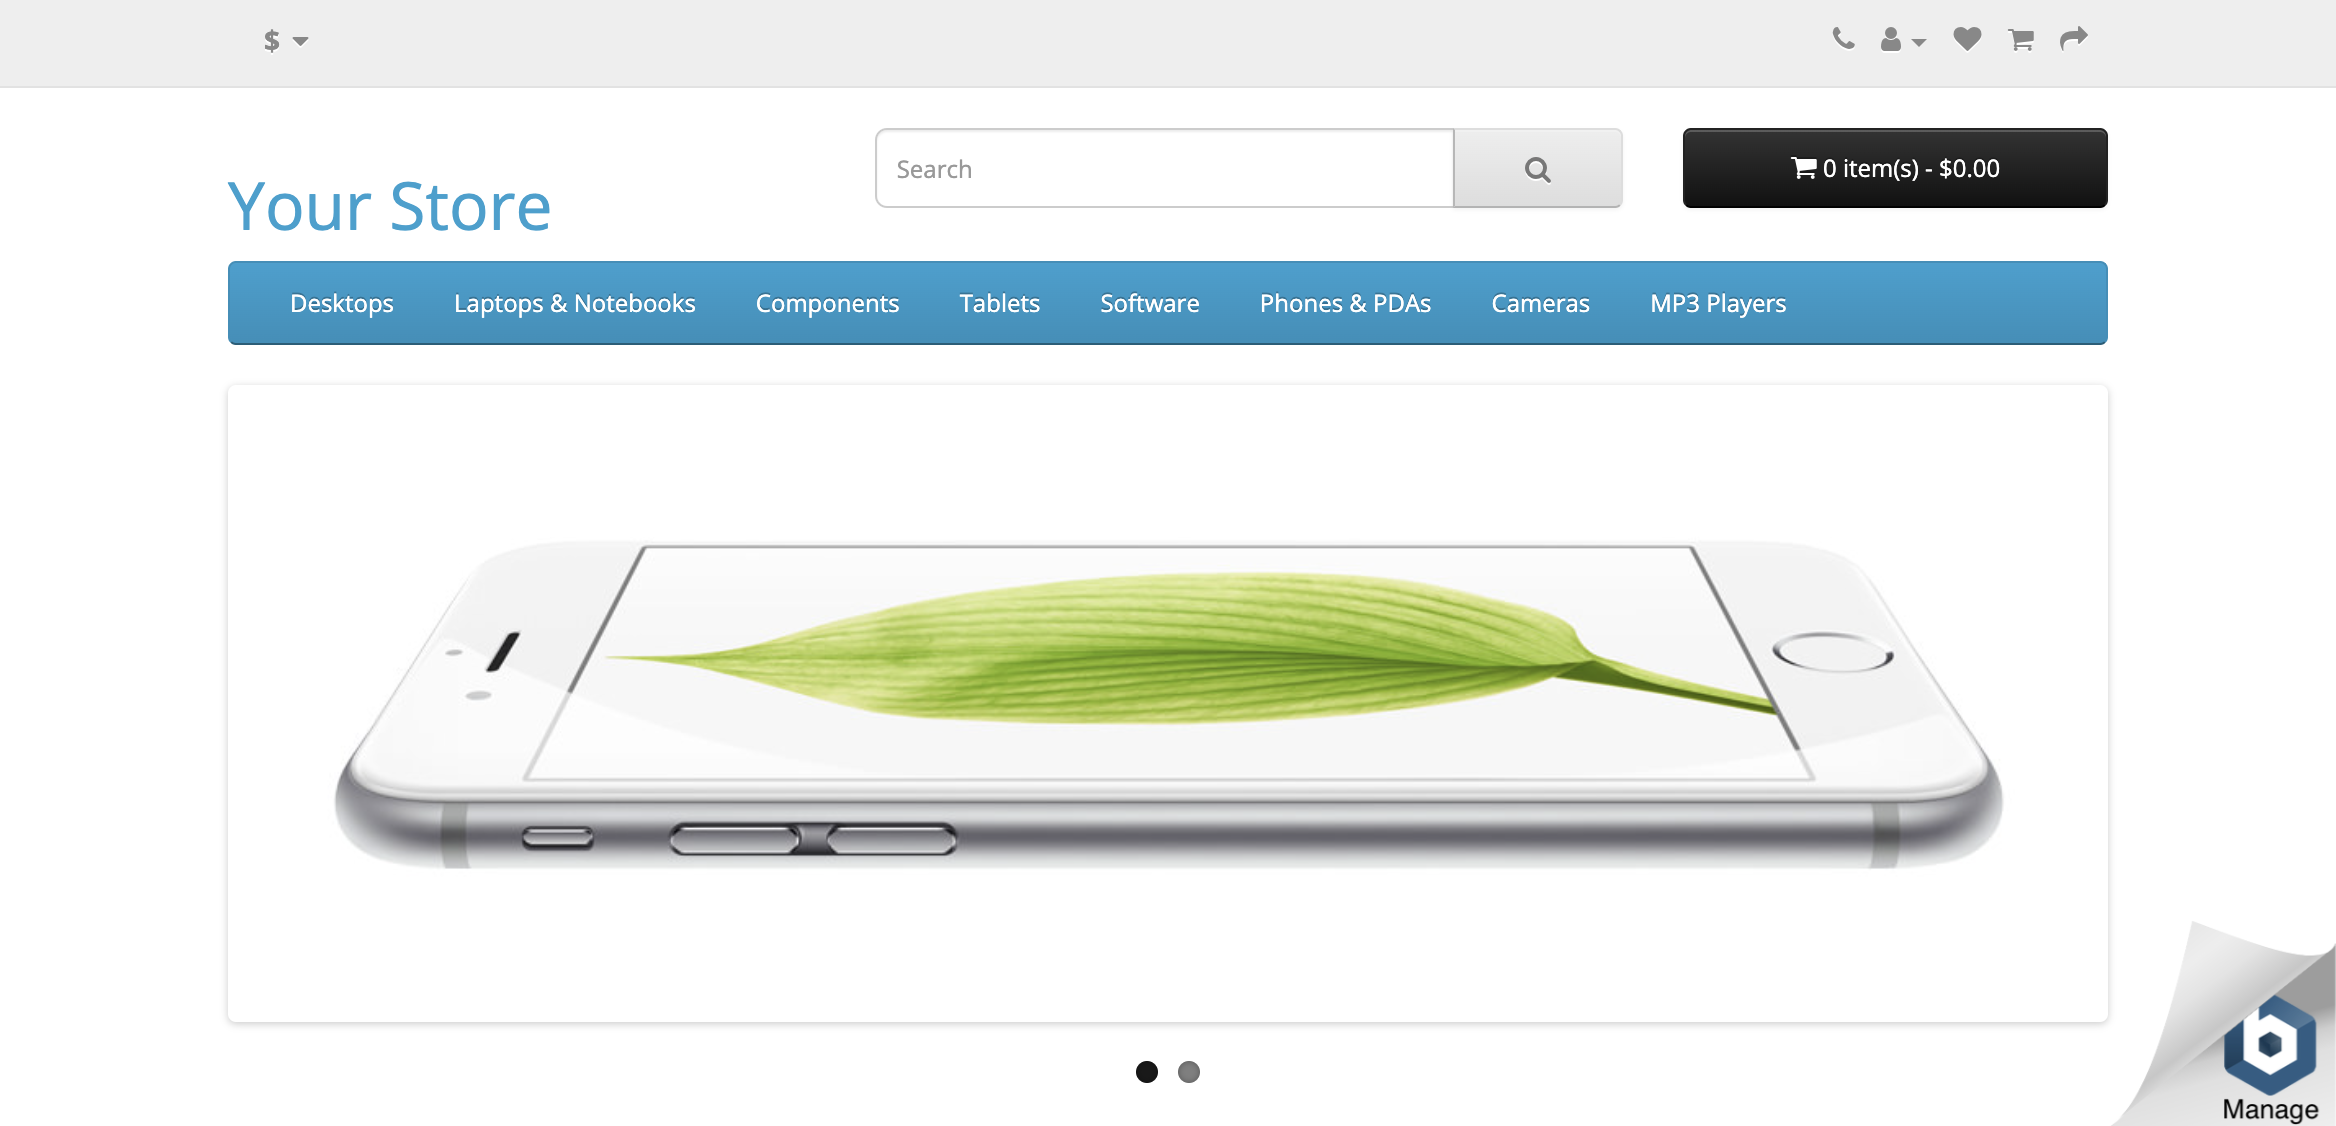 $
Your Store
Search
0 item(s) - $0.00
Desktops Laptops & Notebooks Components Tablets Software Phones & PDAs Cameras MP3 Players
b
Manage